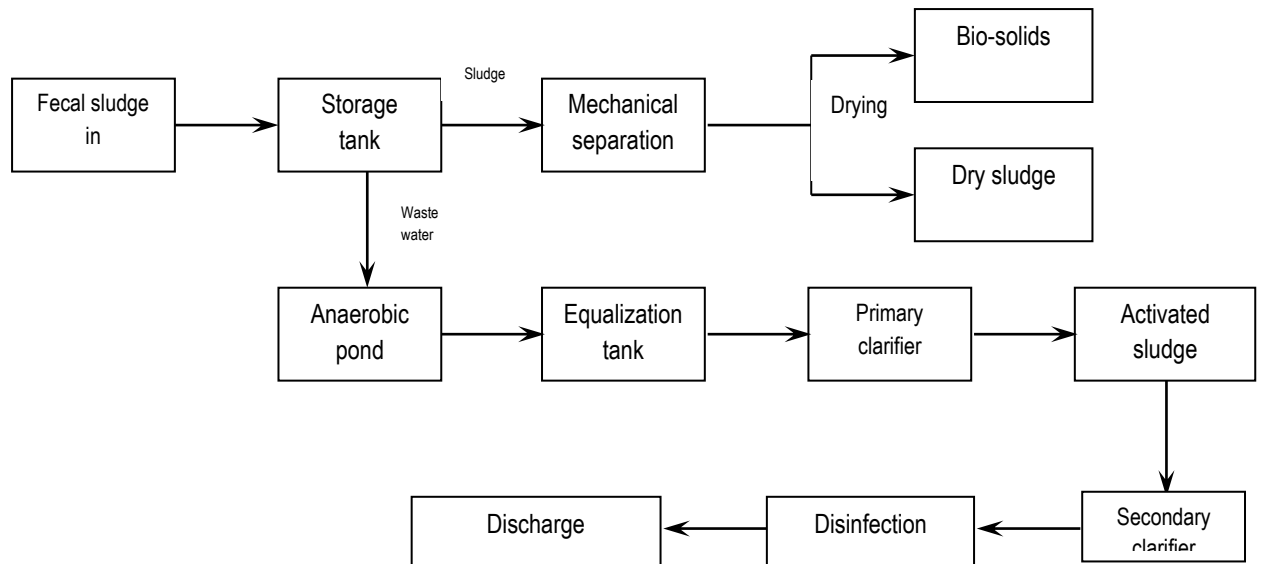 Bio-solids
Sludge
Fecal sludge
in
Storage
tank
Mechanical
separation
Drying
Dry sludge
Waste
water
Anaerobic
pond
Equalization
tank
Primary
clarifier
Activated
sludge
Discharge
Disinfection
Secondary
clarifier